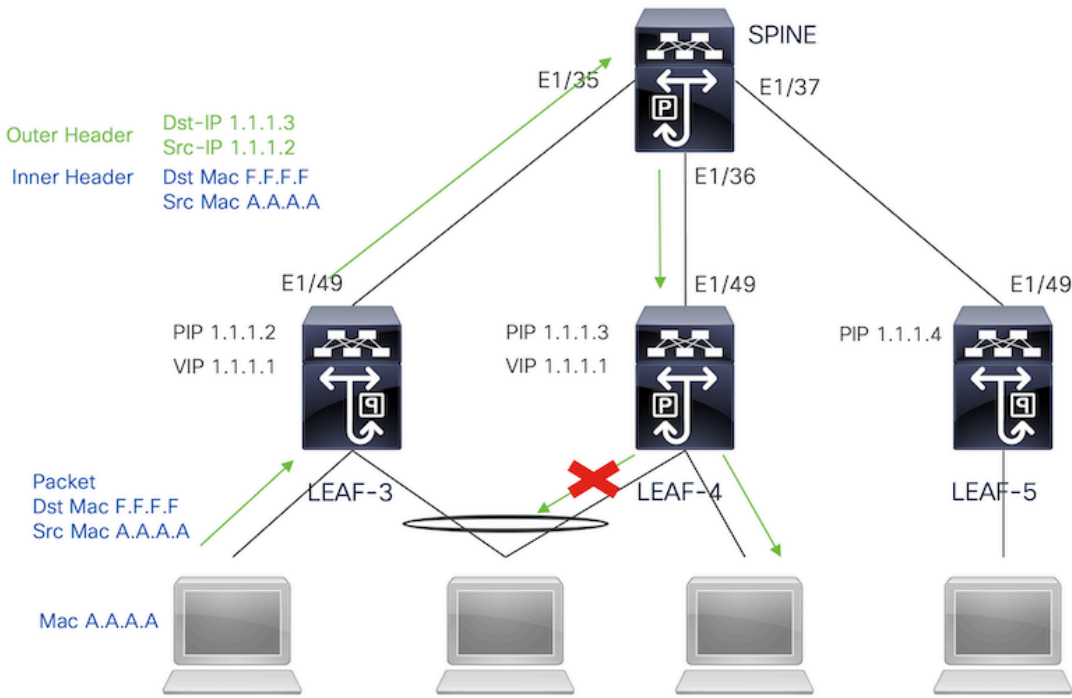 SPINE
E1/35
E1/37
Outer Header
Dst-IP 1.1.1.3
Src-IP 1.1.1.2
Inner Header
Dst Mac F.F.F.F
Src Mac A.A.A.A
E1/36
E1/49
E1/49
E1/49
PIP 1.1.1.2
VIP 1.1.1.1
PIP 1.1.1.3
VIP 1.1.1.1
PIP 1.1.1.4
P
P
P
P
LEAF-3
LEAF-4
LEAF-5
Packet
Dst Mac F.F.F.F
Src Mac A.A.A.A
Mac A.A.A.A